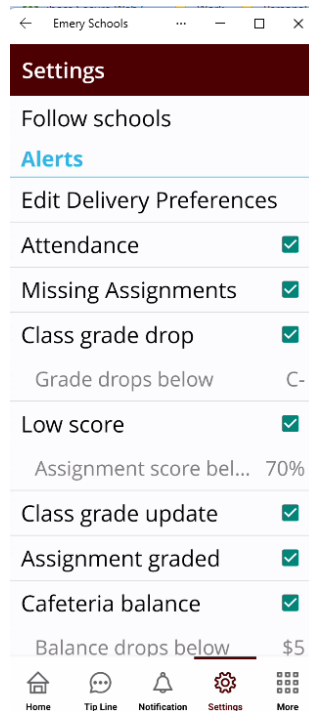 Emery Schools
Settings
Follow schools
Alerts
Edit Delivery Preferences
Attendance
Missing Assignments
Class grade drop
Grade drops below C-
Low score
Assignment score bel... 70%
Class grade update
Assignment graded
Cafeteria balance
Balance drops below $5
Home Tip Line Notification Settings More